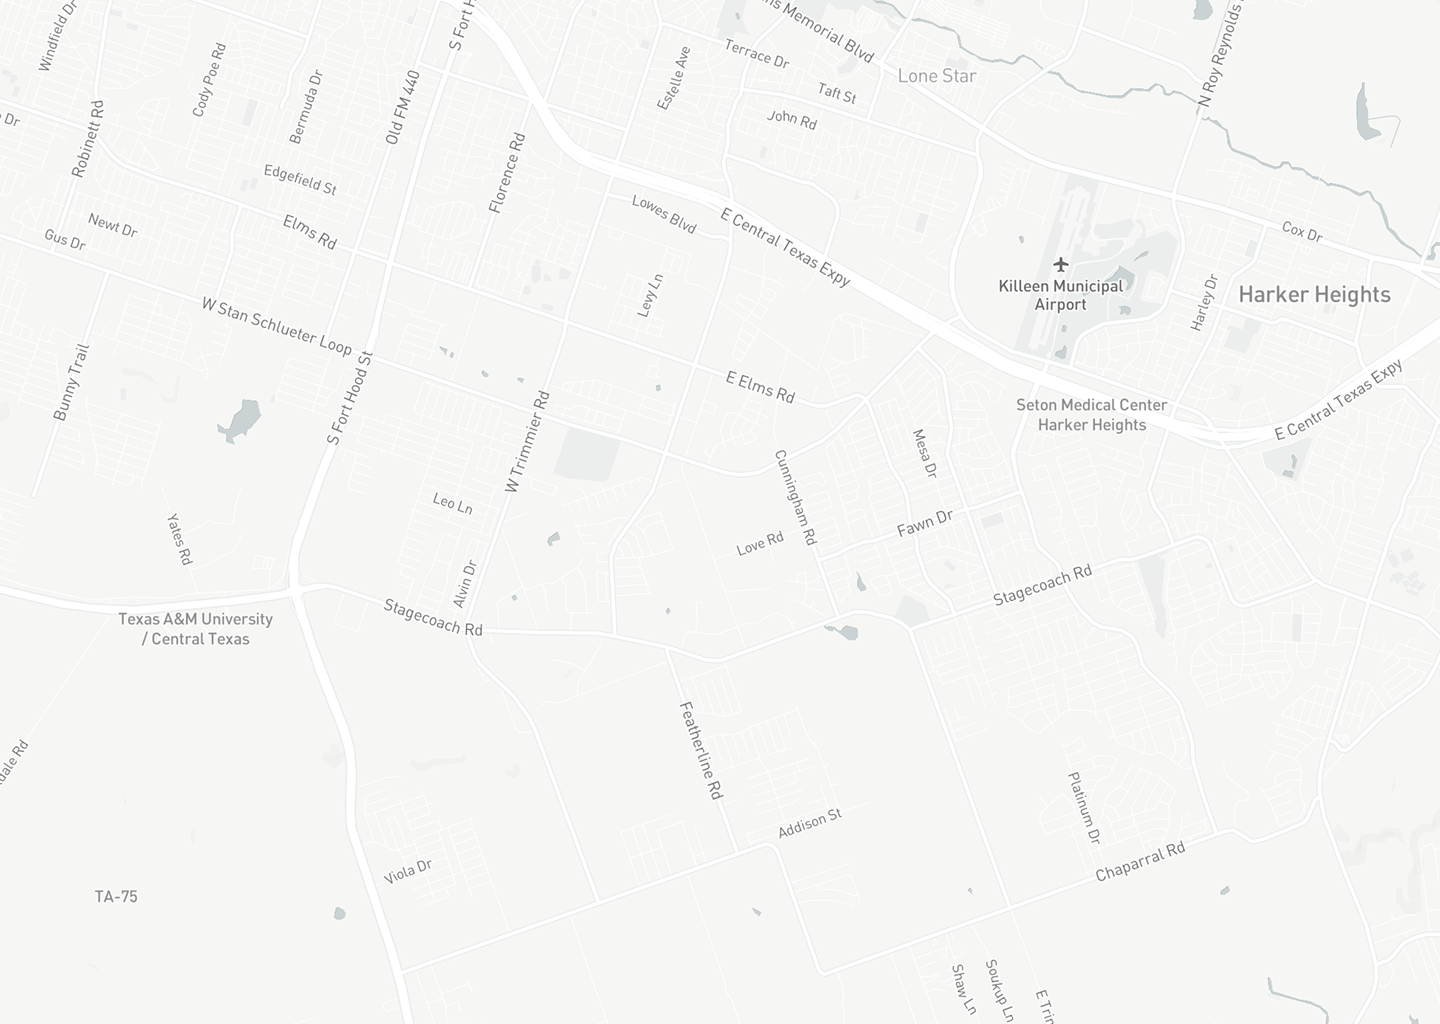 Windfield Dr
S Fort H
ns Memorial Blvd
N Roy Reynolds
Terrace Dr
Lone Star
Cody Poe Rd
Bermuda Dr
Old FM 440
Estelle Ave
Taft St
John Rd
Dr
Robinett Rd
Florence Rd
Edgefield St
Lowes Blvd
Newt Dr
Elms Rd
Gus Dr
E Central Texas Expy
Cox Dr
Killeen Municipal
Airport
Harley Dr
Harker Heights
Levy Ln
W Stan Schlueter Loop
Bunny Trail
S Fort Hood St
E Elms Rd
E Central Texas Expy
Seton Medical Center
Harker Heights
W Trimmier Rd
Mesa Dr
Cunningham Rd
Leo Ln
Yates Rd
Fawn Dr
Love Rd
Alvin Dr
Stagecoach Rd
Stagecoach Rd
Texas A&M University
/ Central Texas
Featherline Rd
dale Rd
Platinum Dr
Addison St
Viola Dr
Chaparral Rd
TA-75
Shaw Ln
Soukup Ln
E Trin